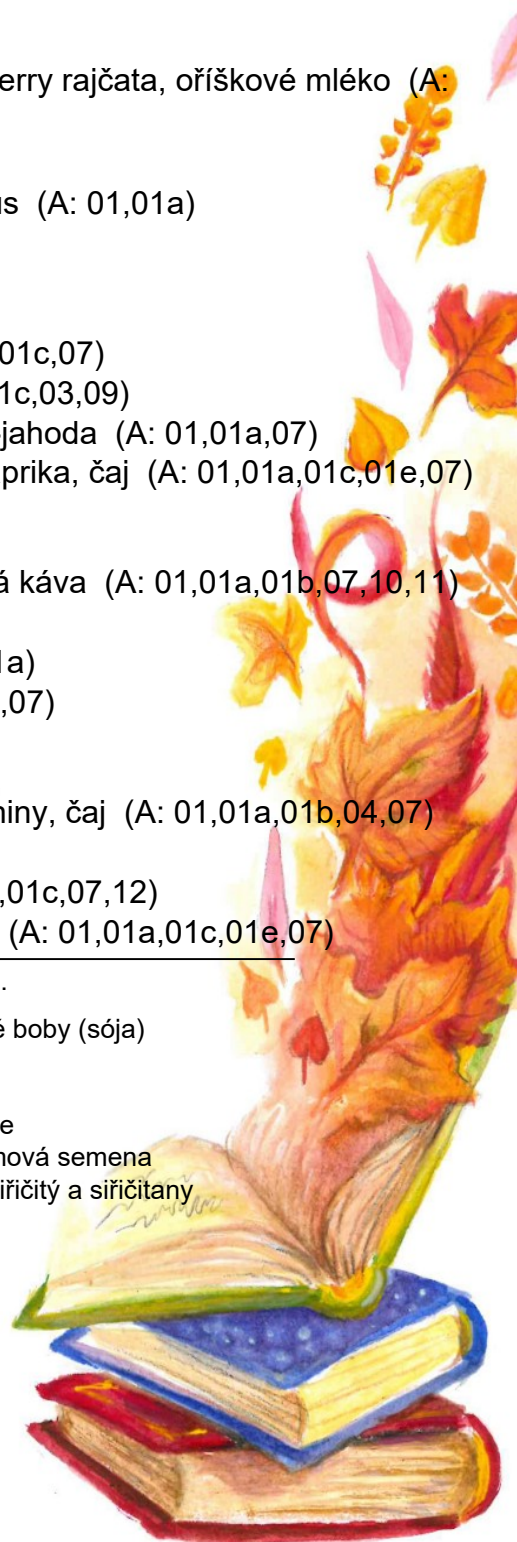 erry rajčata, oříškové mléko (A:
us (A: 01,01a)
01c,07)
1c,03,09)
jahoda (A: 01,01a,07)
prika, čaj (A: 01,01a,01c,01e,07)
á káva (A: 01,01a,01b,07,10,11)
1a)
,07)
niny, čaj (A: 01,01a,01b,04,07)
,01c,07,12)
(A: 01,01a,01c,01e,07)
.
é boby (sója)
e
nová semena
iřičitý a siřičitany